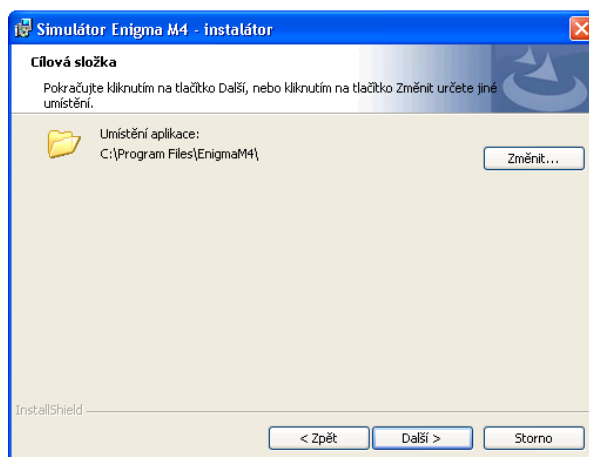 Simulátor Enigma M4 - instalátor
Cílová složka
Pokračujte kliknutím na tlačítko Další, nebo kliknutím na tlačítko Změnit určete jiné
umístění.
Umístění aplikace:
C:\Program Files\EnigmaM4\
Změnit...
InstallShield
< Zpět
Další >
Storno